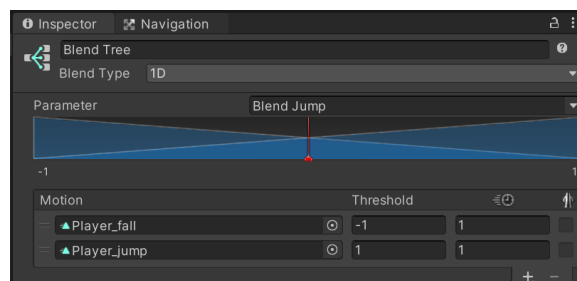 Inspector Navigation
Blend Tree
Blend Type 1D
Parameter Blend Jump
-1 1
Motion Threshold
Player_fall -1 1
Player_jump 1 1
+ -